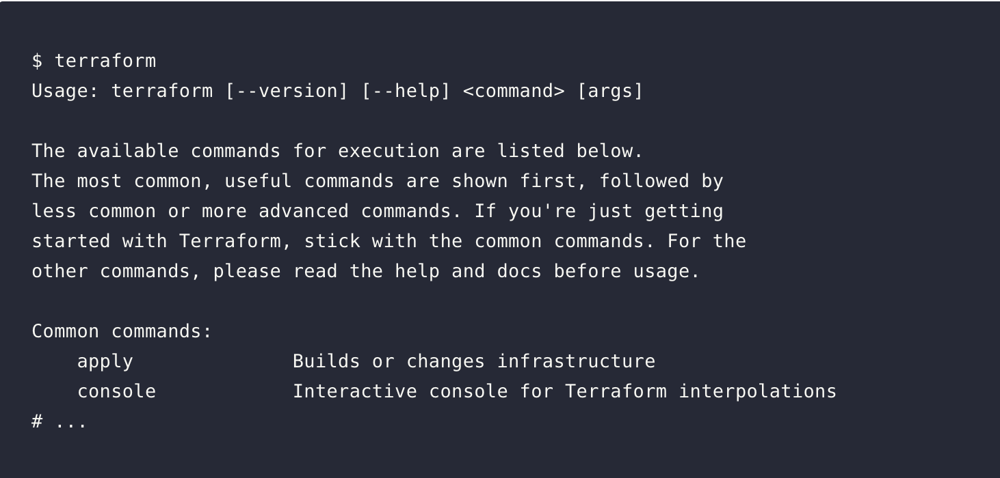 $ terraform
Usage: terraform [--version] [--help] <command> [args]
The available commands for execution are listed below.
The most common, useful commands are shown first, followed by
less common or more advanced commands. If you're just getting
started with Terraform, stick with the common commands. For the
other commands, please read the help and docs before usage.
Common commands:
    apply              Builds or changes infrastructure
    console            Interactive console for Terraform interpolations
# ...